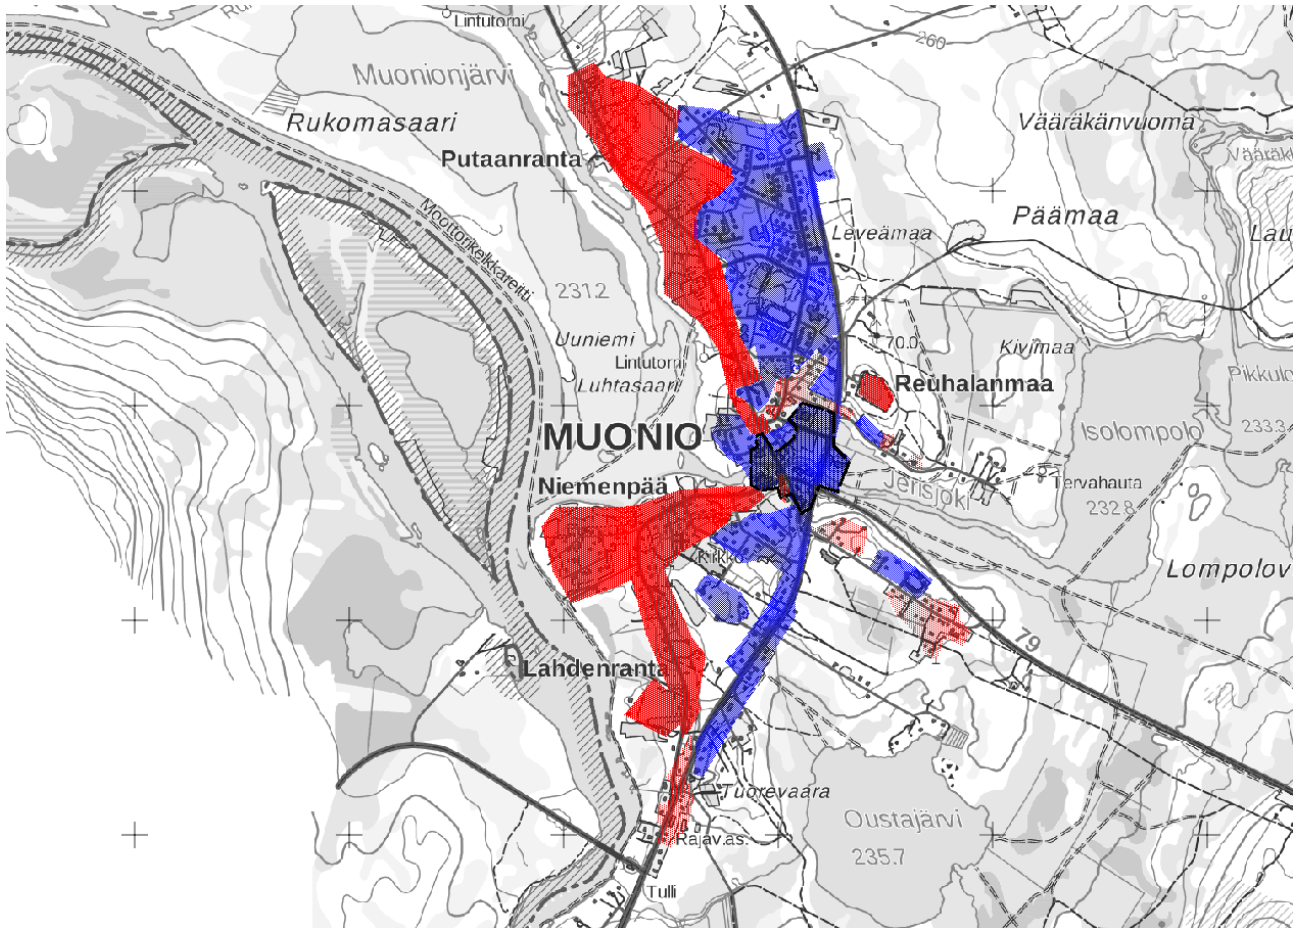 Lintutorni
260
Muonionjärvi
Rukomasaari
Vääräkänvuoma
Putaanranta
Moottorikelkkareitti
Päämaa
Leveämaa
231.2
Uuniemi
Lintutorni
70.0
Kivimaa
Luhtasaari
Reuhalanmaa
MUONIO
Isolompolo
233.3
Niemenpää
Jerisjoki
Tervahauta
232.8
Kirkko
79
Lahdenranta
Tuorevaara
Oustajärvi
Rajav.as.
235.7
Tulli